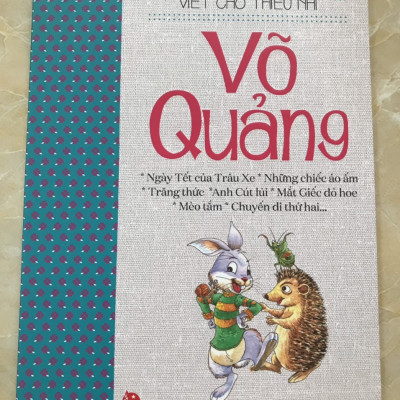 VIẾT CHO THIẾU NHI
Võ
Quảng
* Ngày Tết của Trâu Xe * Những chiếc áo ấm
* Trăng thức *Anh Cút lủi * Mắt Giếc đỏ hoe
* Mèo tắm * Chuyến đi thứ hai...